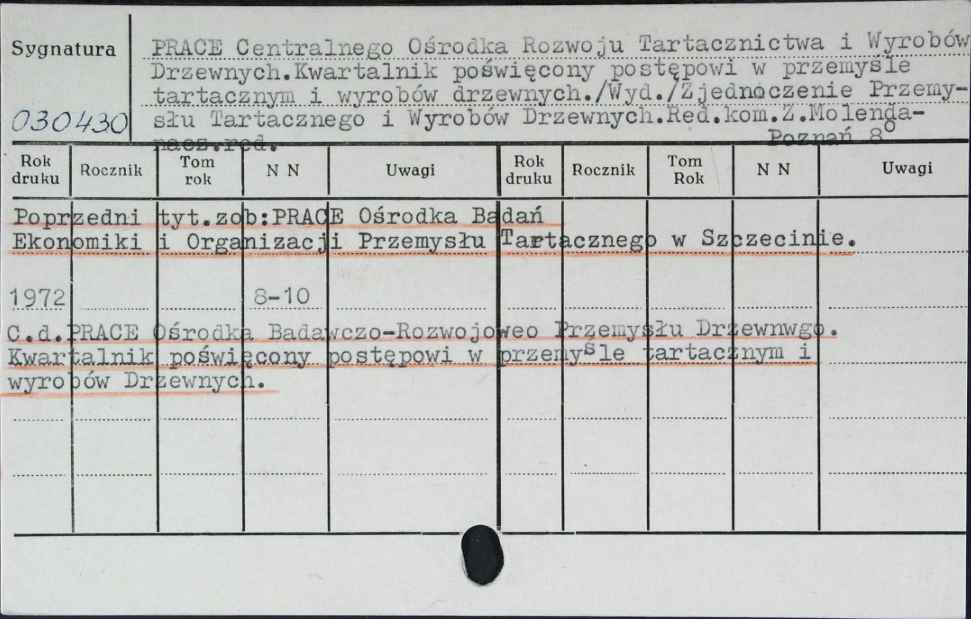 Sygnatura
PRACE Centralnego Ośrodka Rozwoju Tartacznictwa i Wyrobów
Drzewnych.Kwartalnik poświęcony postępowi w przemysle
tartacznym i wyrobów drzewnych./Wyd./Zjednoczenie Przemy-
030430
słu Tartacznego i Wyrobów Drzewnych.Red.kom.Z.Molenda-
nacz.red. Poznań 8o
Rok druku Rocznik Tom rok N N Uwagi Rok druku Rocznik Tom Rok N N Uwagi
Poprzedni tyt.zob:PRACE Ośrodka Badań
Ekonomiki i Organizacji Przemysłu Tartacznego w Szczecinie.
1972 8-10
C.d.PRACE Ośrodka Badawczo-Rozwojoweo Przemysłu Drzewnwgo.
Kwartalnik poświęcony postępowi w przemysle tartacznym i
wyrobów Drzewnych.